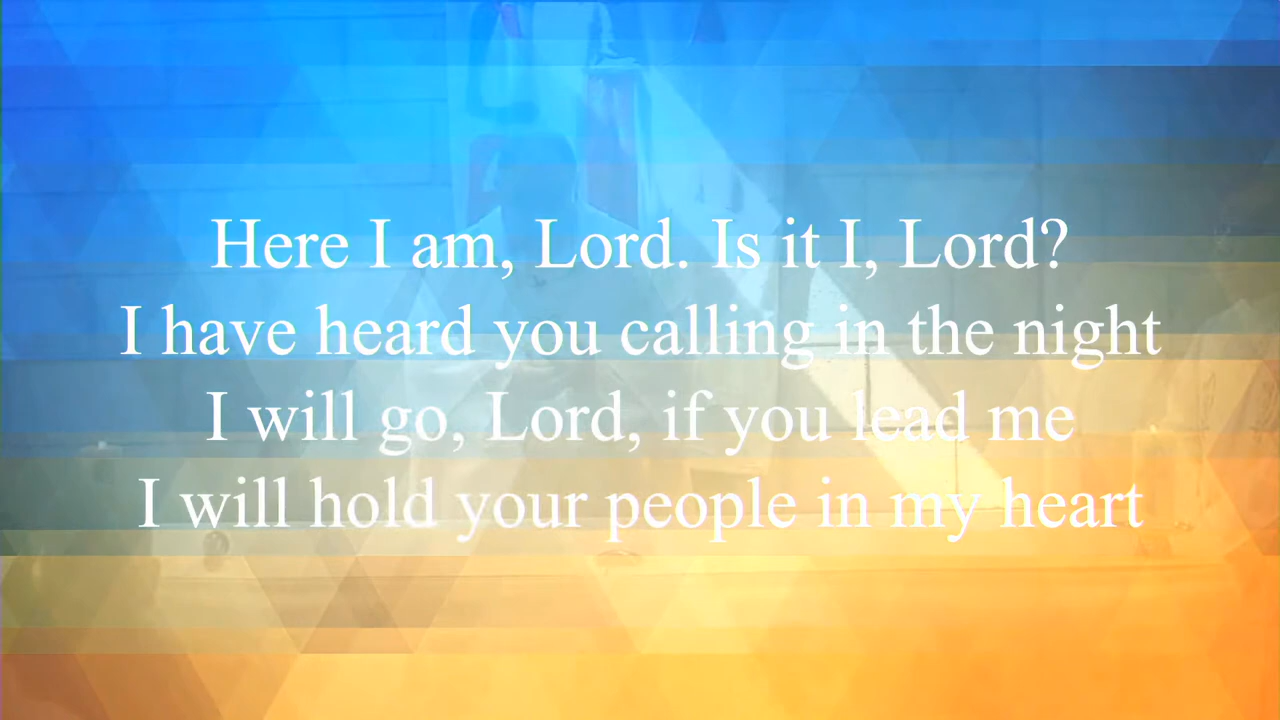 Here I am, Lord. Is it I, Lord?
I have heard you calling in the night
I will go, Lord, if you lead me
I will hold your people in my heart